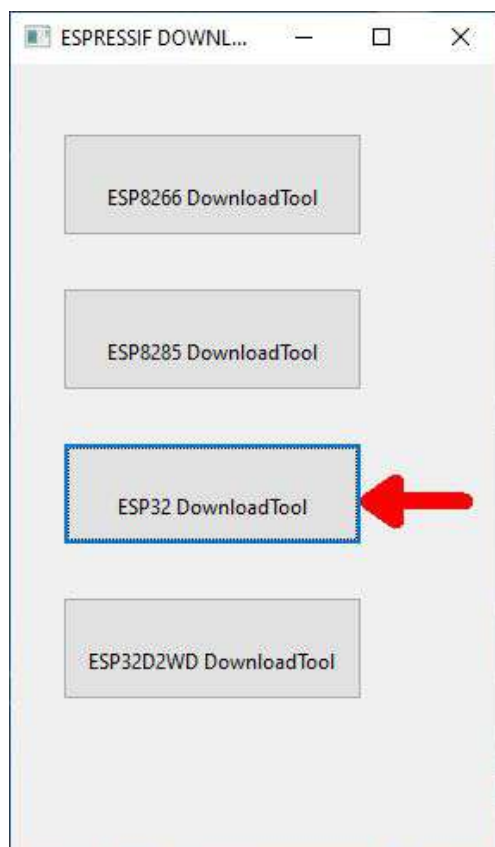 ESPRESSIF DOWNL...
ESP8266 DownloadTool
ESP8285 DownloadTool
ESP32 DownloadTool
ESP32D2WD DownloadTool